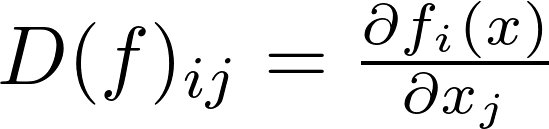 D(f)_{ij} = \frac{\partial f_i(x)}{\partial x_j}